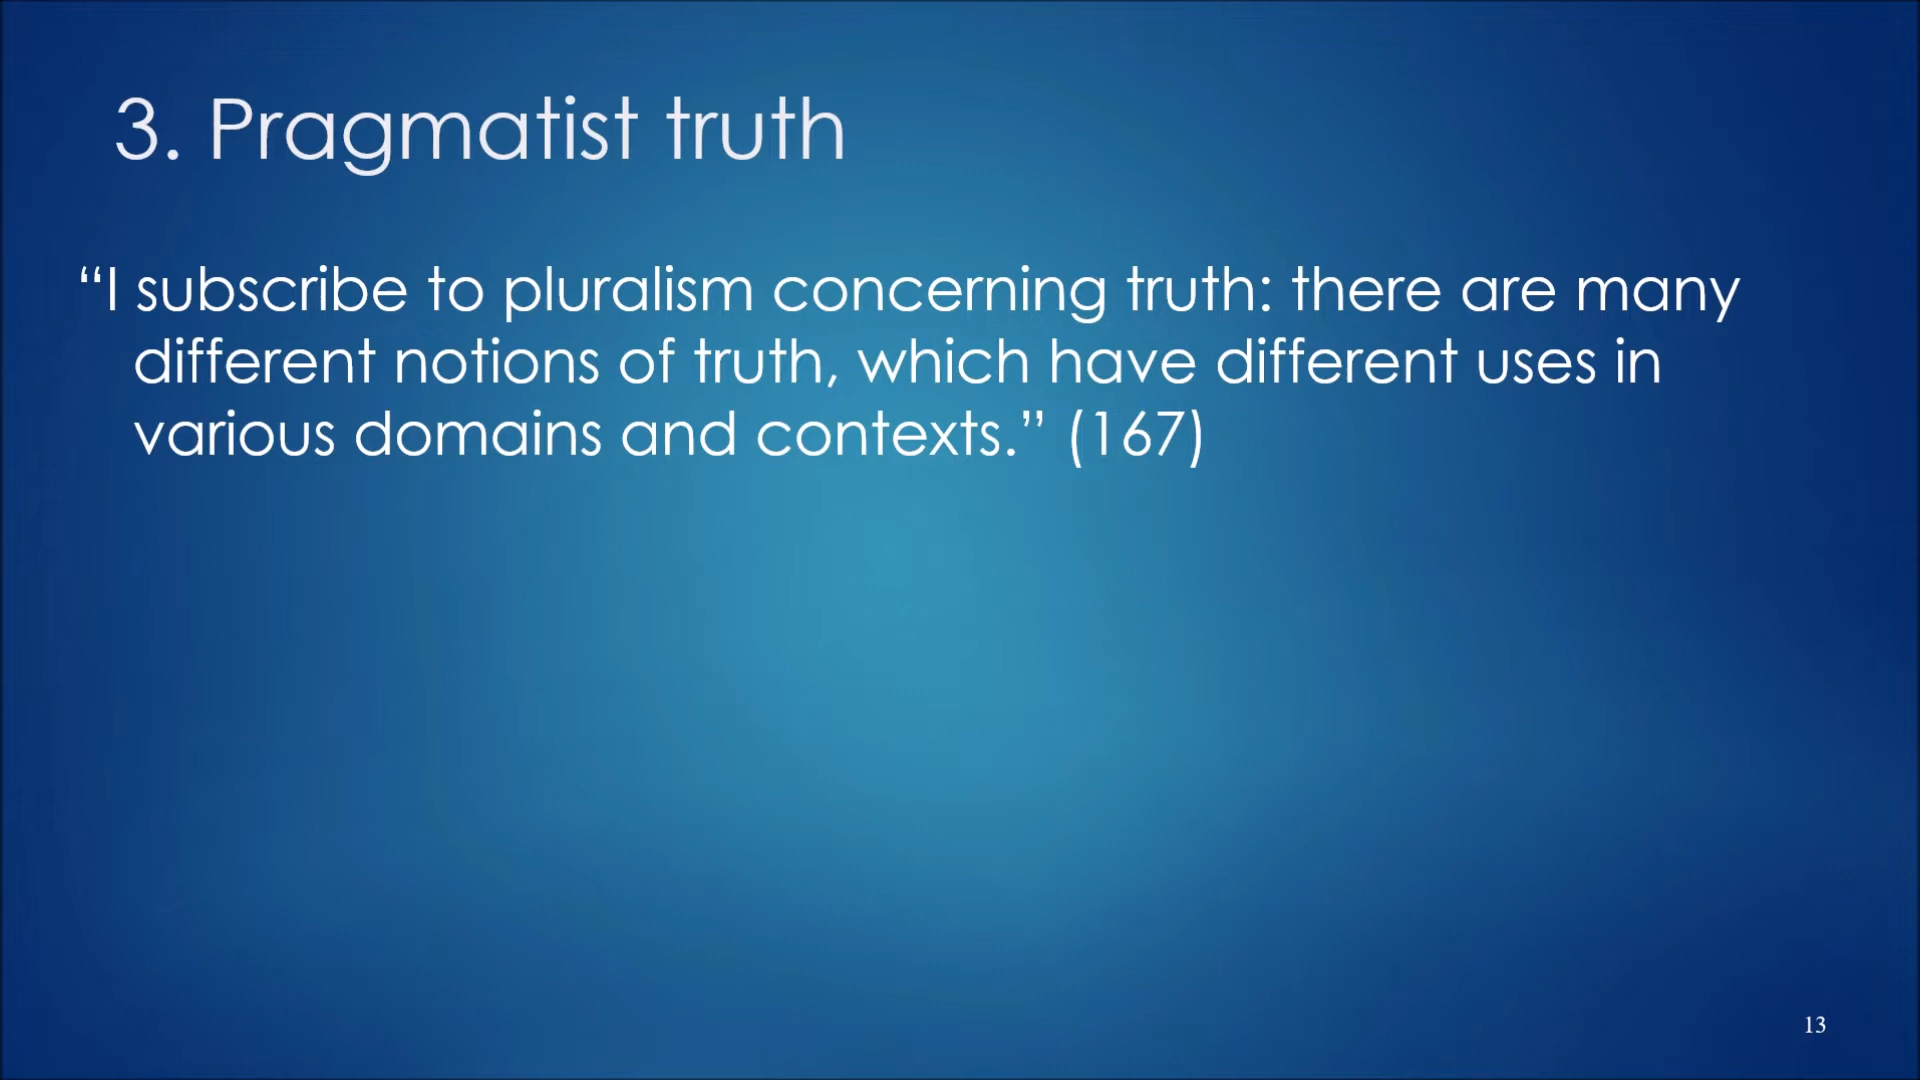 3. Pragmatist truth
“I subscribe to pluralism concerning truth: there are many
different notions of truth, which have different uses in
various domains and contexts.” (167)
13